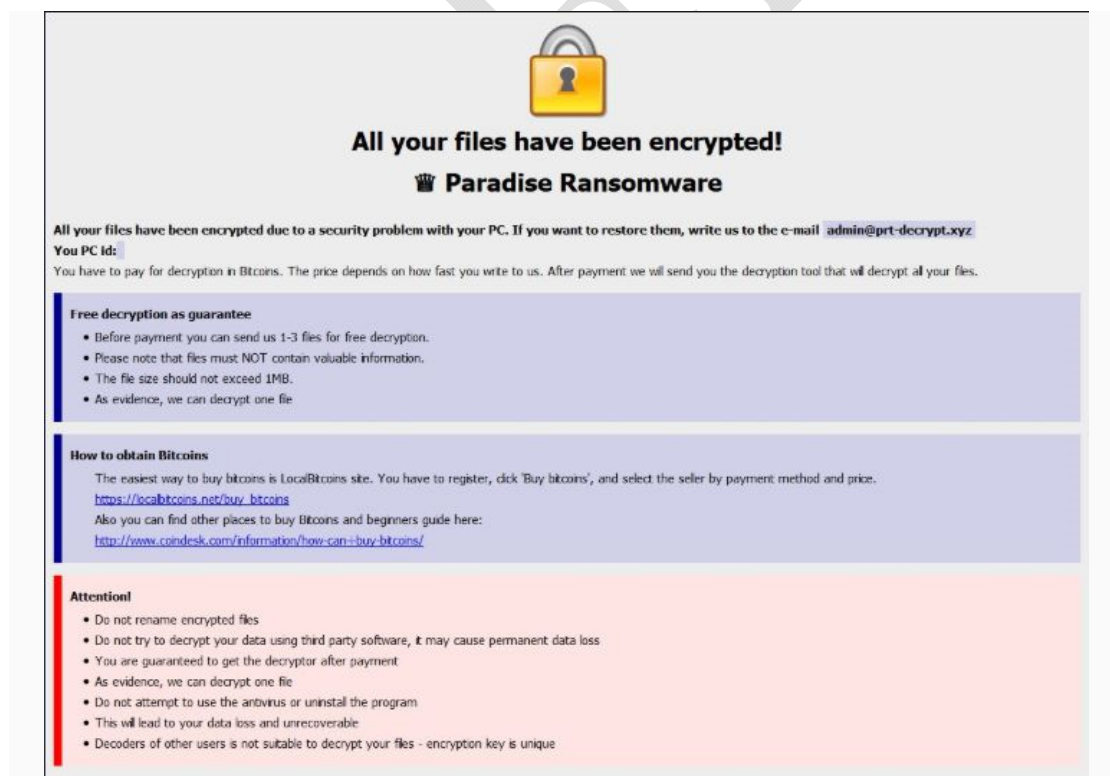 All your files have been encrypted!
♛ Paradise Ransomware
All your files have been encrypted due to a security problem with your PC. If you want to restore them, write us to the e-mail admin@prt-decrypt.xyz
You PC id:
You have to pay for decryption in Bitcoins. The price depends on how fast you write to us. After payment we will send you the decryption tool that will decrypt all your files.
Free decryption as guarantee
• Before payment you can send us 1-3 files for free decryption.
• Please note that files must NOT contain valuable information.
• The file size should not exceed 1MB.
• As evidence, we can decrypt one file
How to obtain Bitcoins
The easiest way to buy bitcoins is LocalBitcoins site. You have to register, click 'Buy bitcoins', and select the seller by payment method and price.
https://localbitcoins.net/buy_bitcoins
Also you can find other places to buy Bitcoins and beginners guide here:
http://www.coindesk.com/information/how-can-i-buy-bitcoins/
Attention!
• Do not rename encrypted files
• Do not try to decrypt your data using third party software, it may cause permanent data loss
• You are guaranteed to get the decryptor after payment
• As evidence, we can decrypt one file
• Do not attempt to use the antivirus or uninstall the program
• This will lead to your data loss and unrecoverable
• Decoders of other users is not suitable to decrypt your files - encryption key is unique